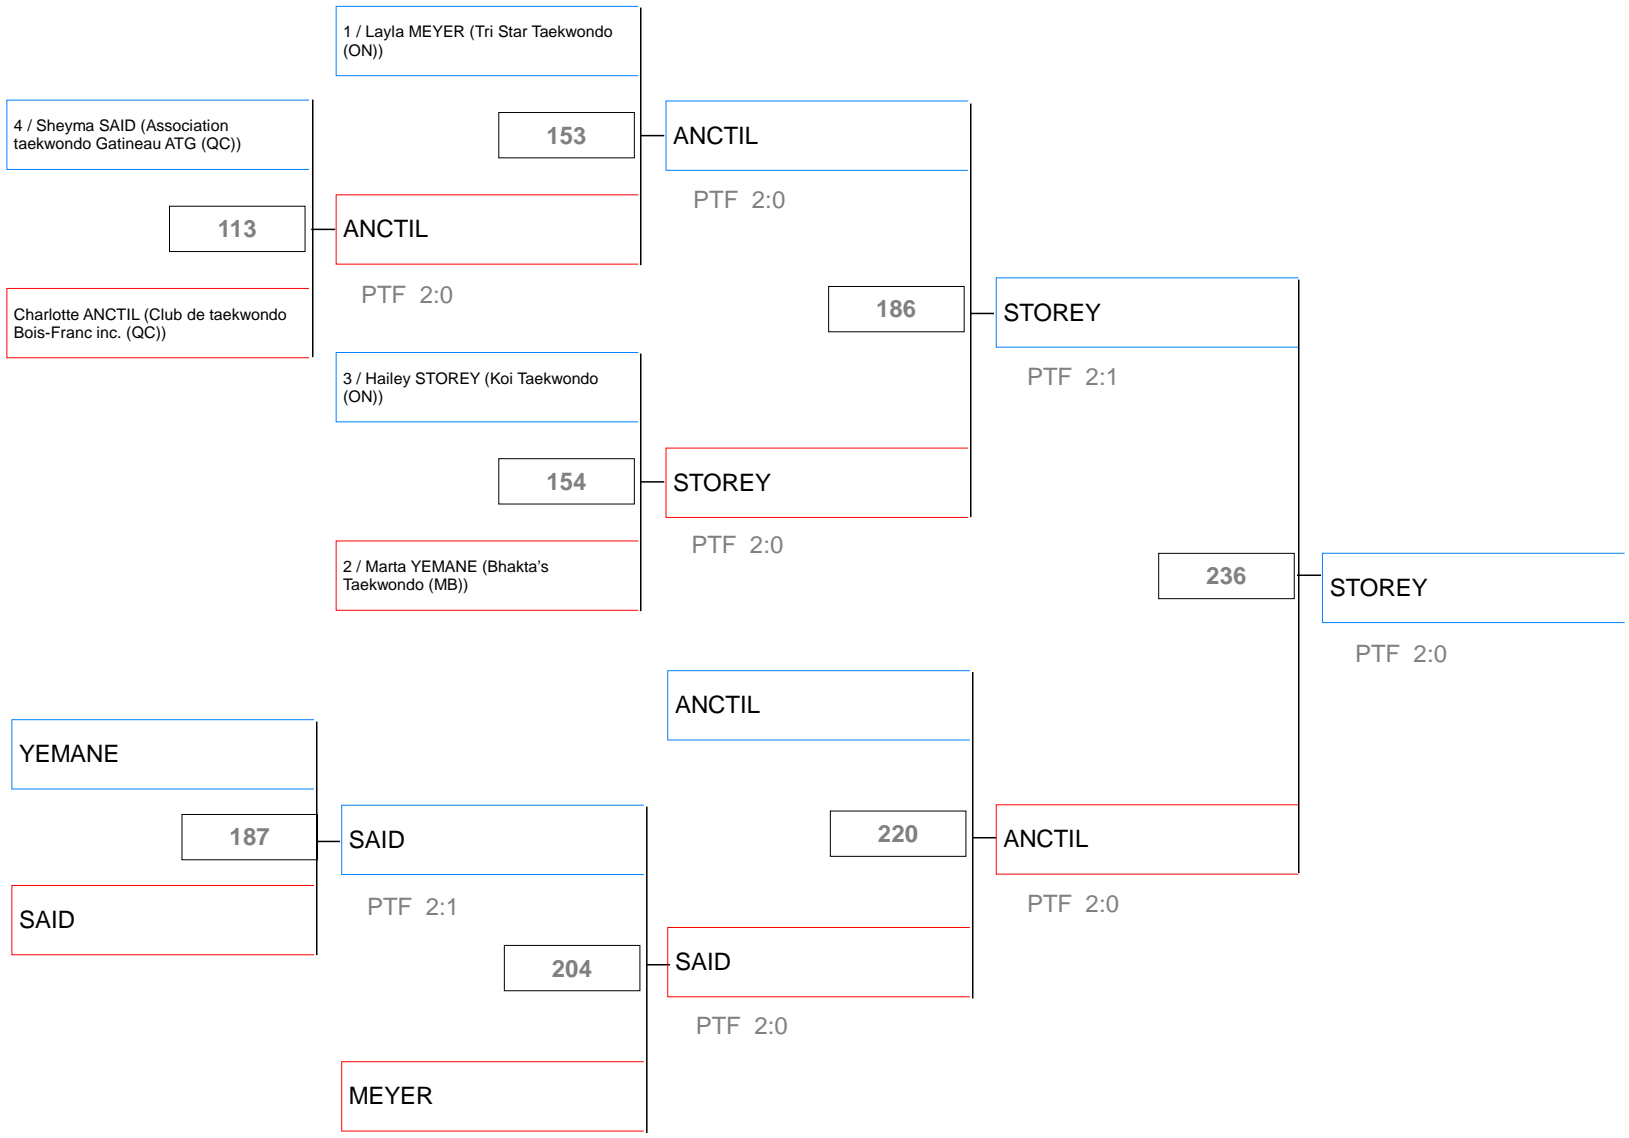 1 / Layla MEYER (Tri Star Taekwondo
(ON))
4 / Sheyma SAID (Association
taekwondo Gatineau ATG (QC))
153
ANCTIL
PTF 2:0
113
ANCTIL
PTF 2:0
Charlotte ANCTIL (Club de taekwondo
Bois-Franc inc. (QC))
186
STOREY
PTF 2:1
3 / Hailey STOREY (Koi Taekwondo
(ON))
154
STOREY
PTF 2:0
2 / Marta YEMANE (Bhakta's
Taekwondo (MB))
236
STOREY
PTF 2:0
ANCTIL
YEMANE
187
SAID
PTF 2:1
220
ANCTIL
PTF 2:0
SAID
204
SAID
PTF 2:0
MEYER